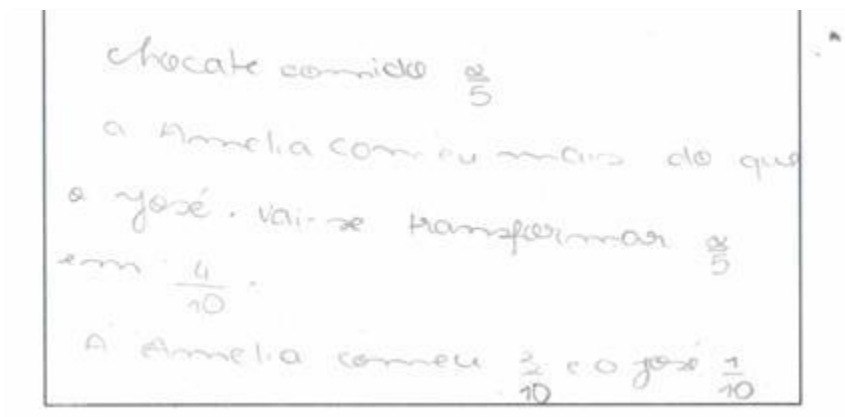 chocate comido 2/5
a Amelia comeu mais do que
o José. vai-se transformar 2/5
em 4/10.
A Amelia comeu /10 e o José 1/10